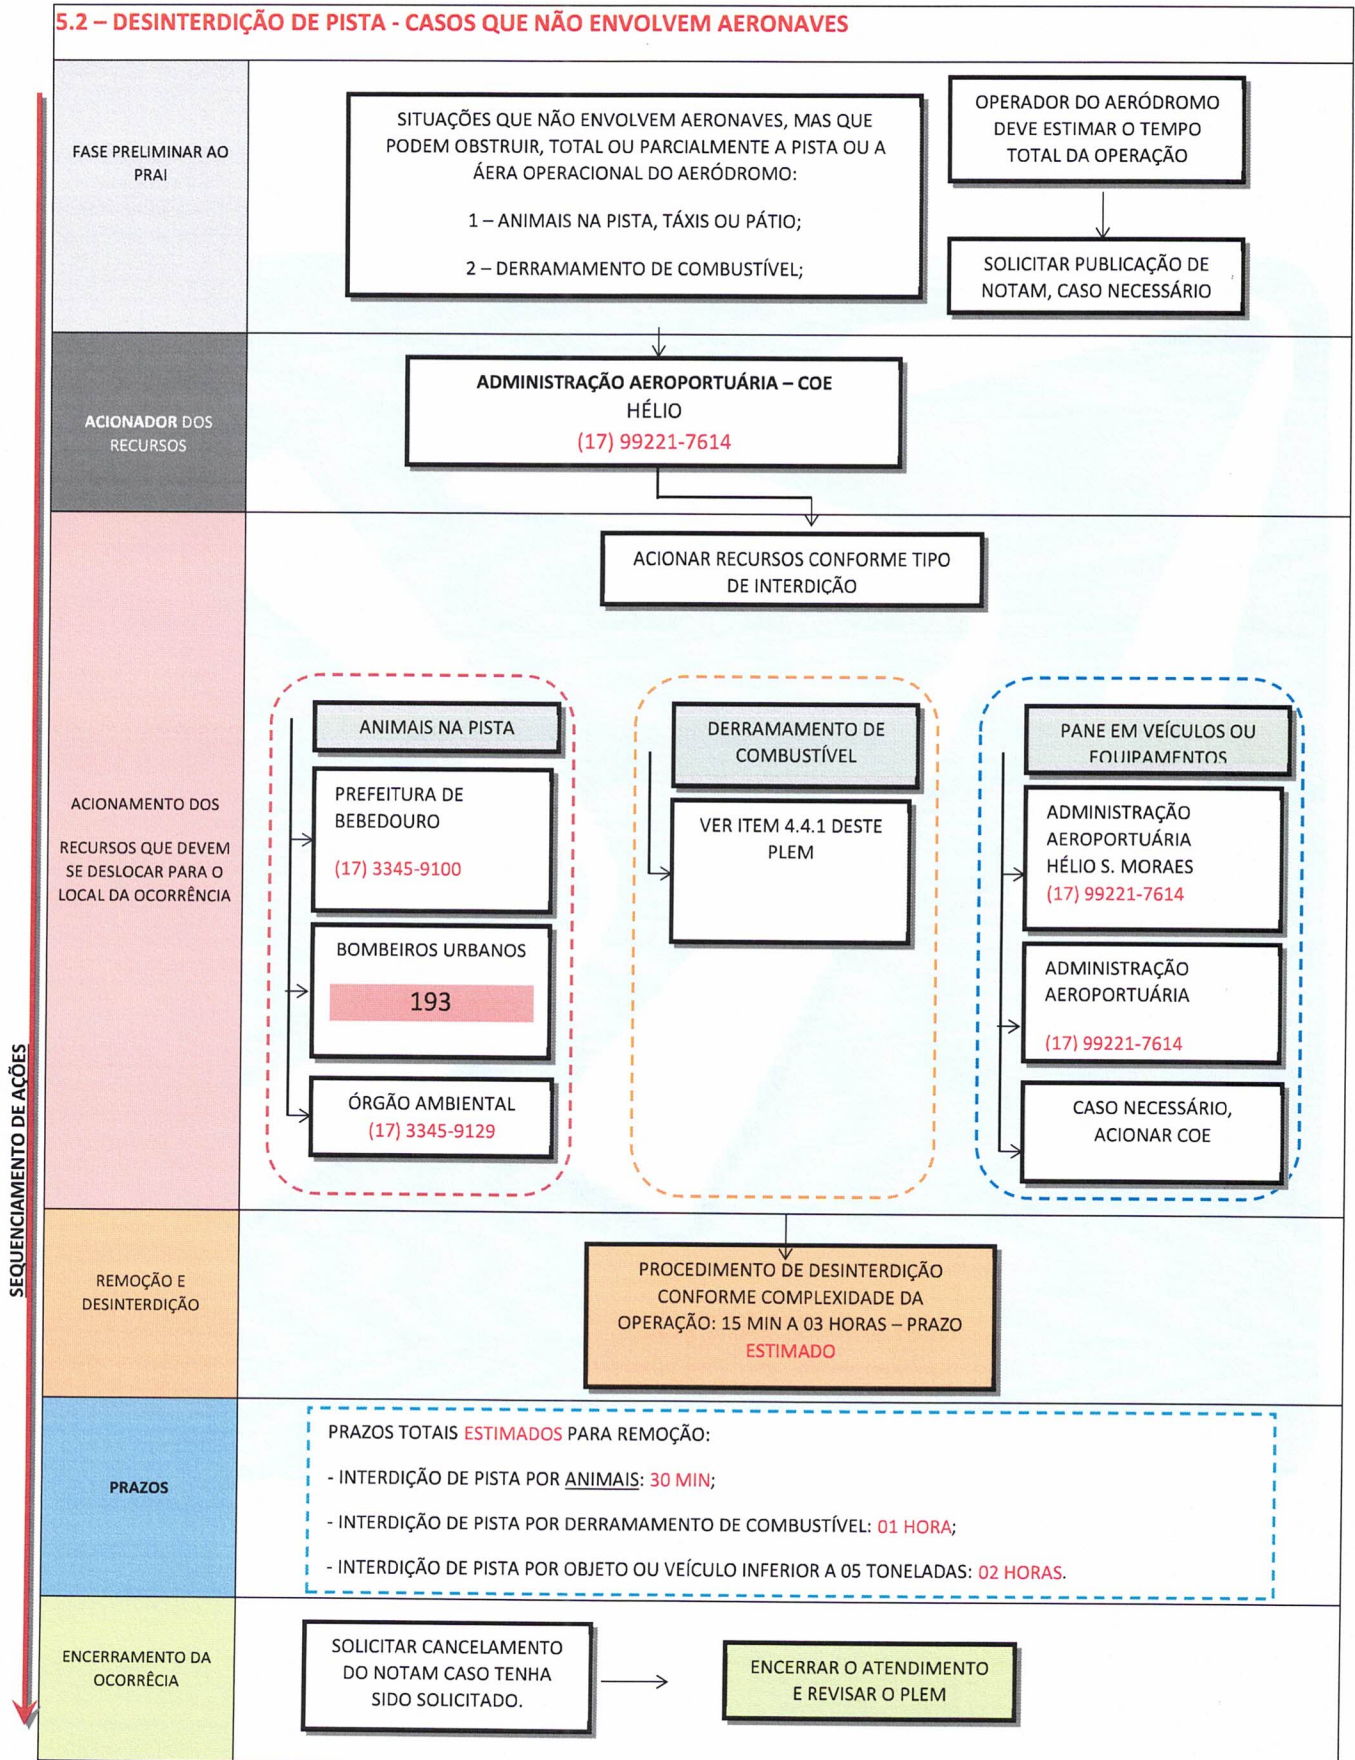 5.2 – DESINTERDIÇÃO DE PISTA - CASOS QUE NÃO ENVOLVEM AERONAVES
FASE PRELIMINAR AO
PRAI
SITUAÇÕES QUE NÃO ENVOLVEM AERONAVES, MAS QUE
PODEM OBSTRUIR, TOTAL OU PARCIALMENTE A PISTA OU A
ÁERA OPERACIONAL DO AERÓDROMO:
1 – ANIMAIS NA PISTA, TÁXIS OU PÁTIO;
2 – DERRAMAMENTO DE COMBUSTÍVEL;
OPERADOR DO AERÓDROMO
DEVE ESTIMAR O TEMPO
TOTAL DA OPERAÇÃO
SOLICITAR PUBLICAÇÃO DE
NOTAM, CASO NECESSÁRIO
ACIONADOR DOS
RECURSOS
ADMINISTRAÇÃO AEROPORTUÁRIA – COE
HÉLIO
(17) 99221-7614
ACIONAMENTO DOS
RECURSOS QUE DEVEM
SE DESLOCAR PARA O
LOCAL DA OCORRÊNCIA
ACIONAR RECURSOS CONFORME TIPO
DE INTERDIÇÃO
ANIMAIS NA PISTA
PREFEITURA DE
BEBEDOURO
(17) 3345-9100
BOMBEIROS URBANOS
193
ÓRGÃO AMBIENTAL
(17) 3345-9129
DERRAMAMENTO DE
COMBUSTÍVEL
VER ITEM 4.4.1 DESTE
PLEM
PANE EM VEÍCULOS OU
EQUIPAMENTOS
ADMINISTRAÇÃO
AEROPORTUÁRIA
HÉLIO S. MORAES
(17) 99221-7614
ADMINISTRAÇÃO
AEROPORTUÁRIA
(17) 99221-7614
CASO NECESSÁRIO,
ACIONAR COE
SEQUENCIAMENTO DE AÇÕES
REMOÇÃO E
DESINTERDIÇÃO
PROCEDIMENTO DE DESINTERDIÇÃO
CONFORME COMPLEXIDADE DA
OPERAÇÃO: 15 MIN A 03 HORAS – PRAZO
ESTIMADO
PRAZOS
PRAZOS TOTAIS ESTIMADOS PARA REMOÇÃO:
- INTERDIÇÃO DE PISTA POR ANIMAIS: 30 MIN;
- INTERDIÇÃO DE PISTA POR DERRAMAMENTO DE COMBUSTÍVEL: 01 HORA;
- INTERDIÇÃO DE PISTA POR OBJETO OU VEÍCULO INFERIOR A 05 TONELADAS: 02 HORAS.
ENCERRAMENTO DA
OCORRÊCIA
SOLICITAR CANCELAMENTO
DO NOTAM CASO TENHA
SIDO SOLICITADO.
ENCERRAR O ATENDIMENTO
E REVISAR O PLEM